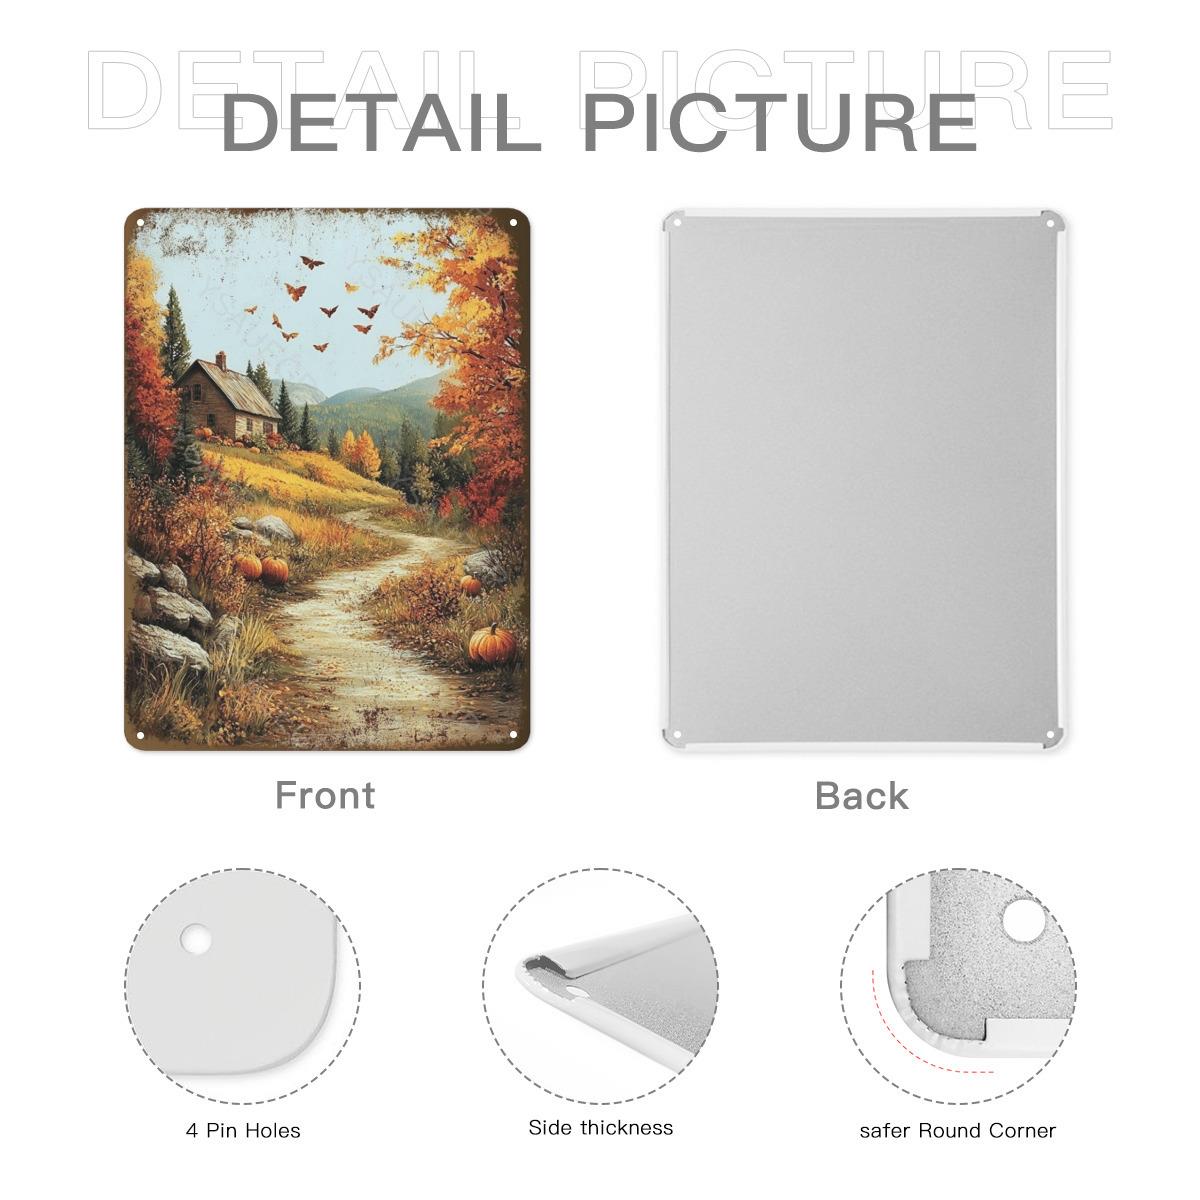 DETAIL PICTURE
DETAIL PICTURE
Front
Back
4 Pin Holes
Side thickness
safer Round Corner